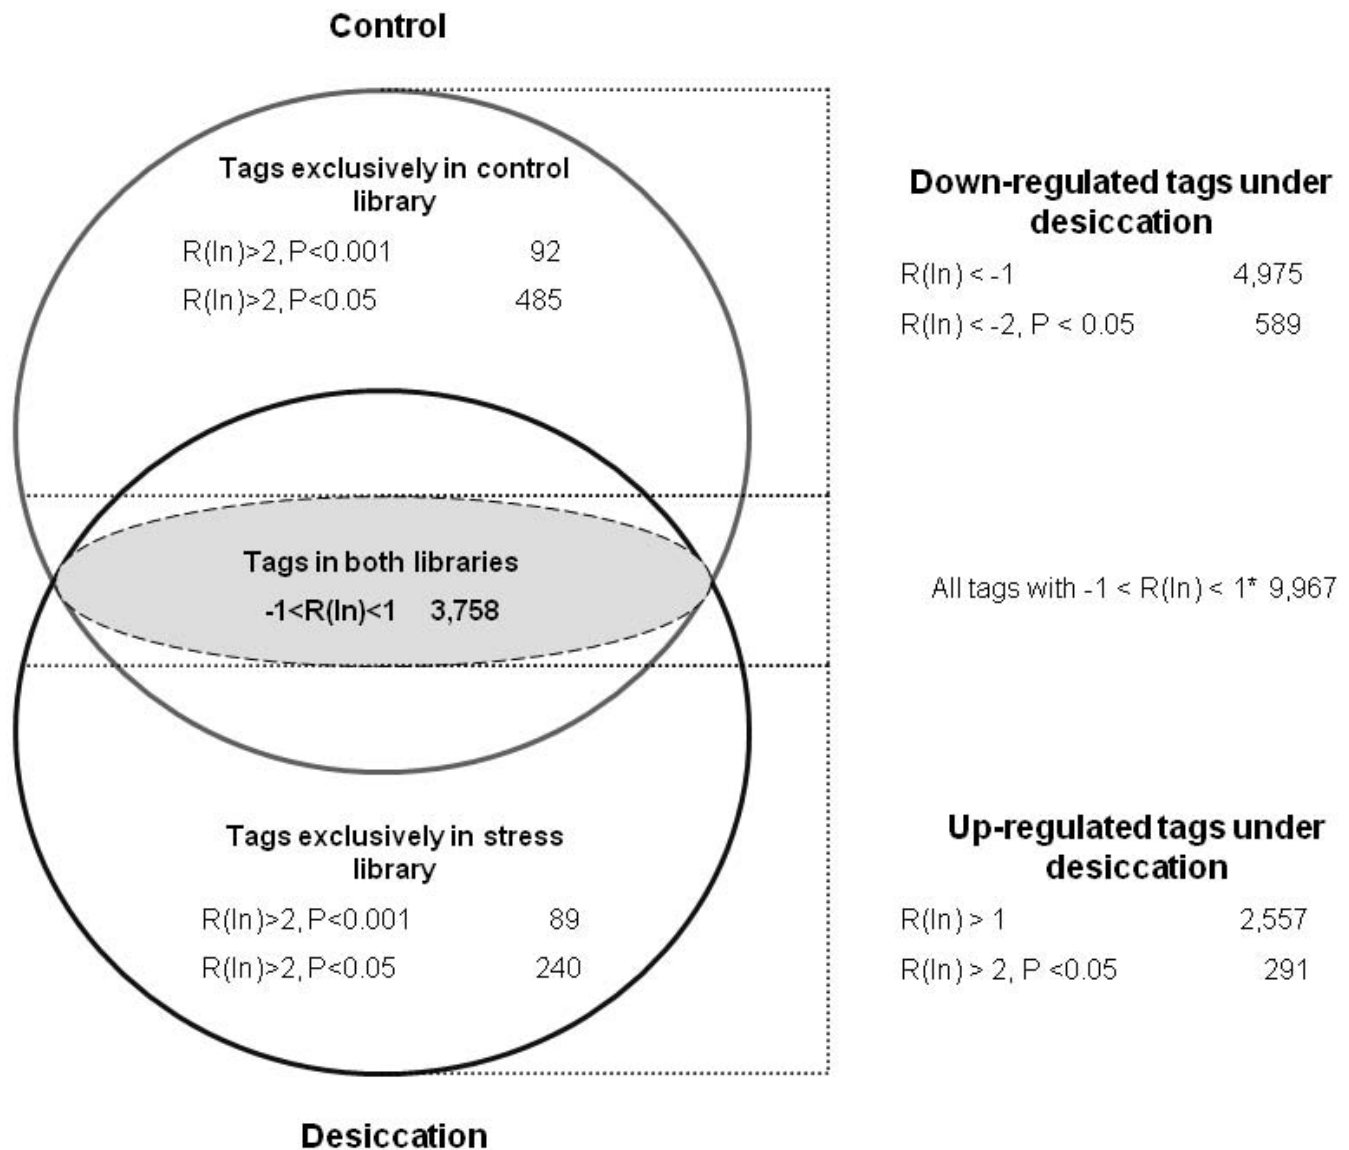 Control
Tags exclusively in control
library
R(ln)>2, P<0.001 92
R(ln)>2, P<0.05 485
Down-regulated tags under
desiccation
R(ln) < -1 4,975
R(ln) < -2, P < 0.05 589
Tags in both libraries
-1<R(ln)<1 3,758
All tags with -1 < R(ln) < 1* 9,967
Tags exclusively in stress
library
R(ln)>2, P<0.001 89
R(ln)>2, P<0.05 240
Up-regulated tags under
desiccation
R(ln) > 1 2,557
R(ln) > 2, P <0.05 291
Desiccation